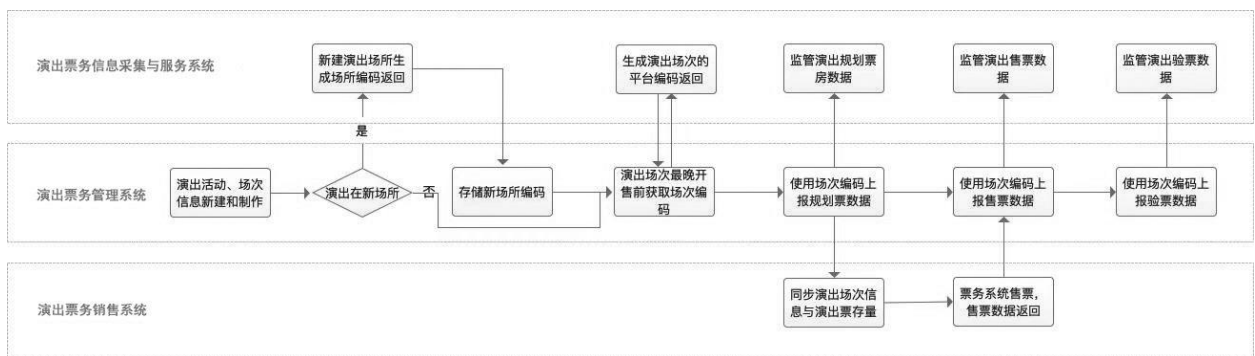 演出票务信息采集与服务系统
新建演出场所生
成场所编码返回
生成演出场次的
平台编码返回
监管演出规划票
房数据
监管演出售票数
据
监管演出验票数
据
是
演出票务管理系统
演出活动、场次
信息新建和制作
演出在新场所
否
存储新场所编码
演出场次最晚开
售前获取场次编
码
使用场次编码上
报规划票数据
使用场次编码上
报售票数据
使用场次编码上
报验票数据
演出票务销售系统
同步演出场次信
息与演出票存量
票务系统售票，
售票数据返回